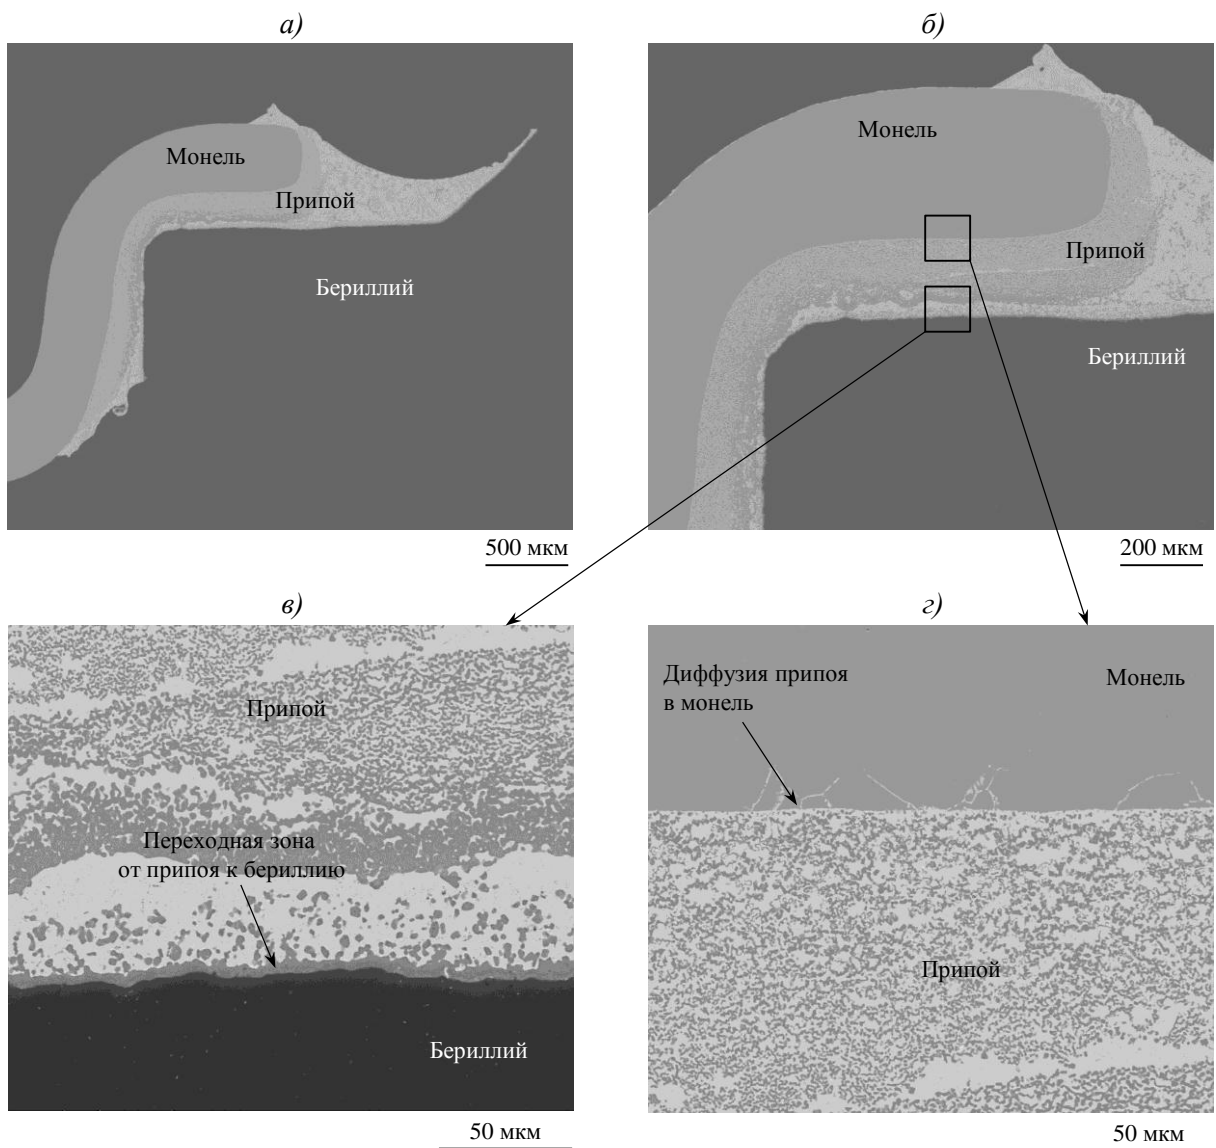 а)
б)
Монель
Припой
Бериллий
Монель
Припой
Бериллий
500 мкм
200 мкм
в)
г)
Припой
Переходная зона
от припоя к бериллию
Бериллий
Диффузия припоя
в монель
Монель
Припой
50 мкм
50 мкм